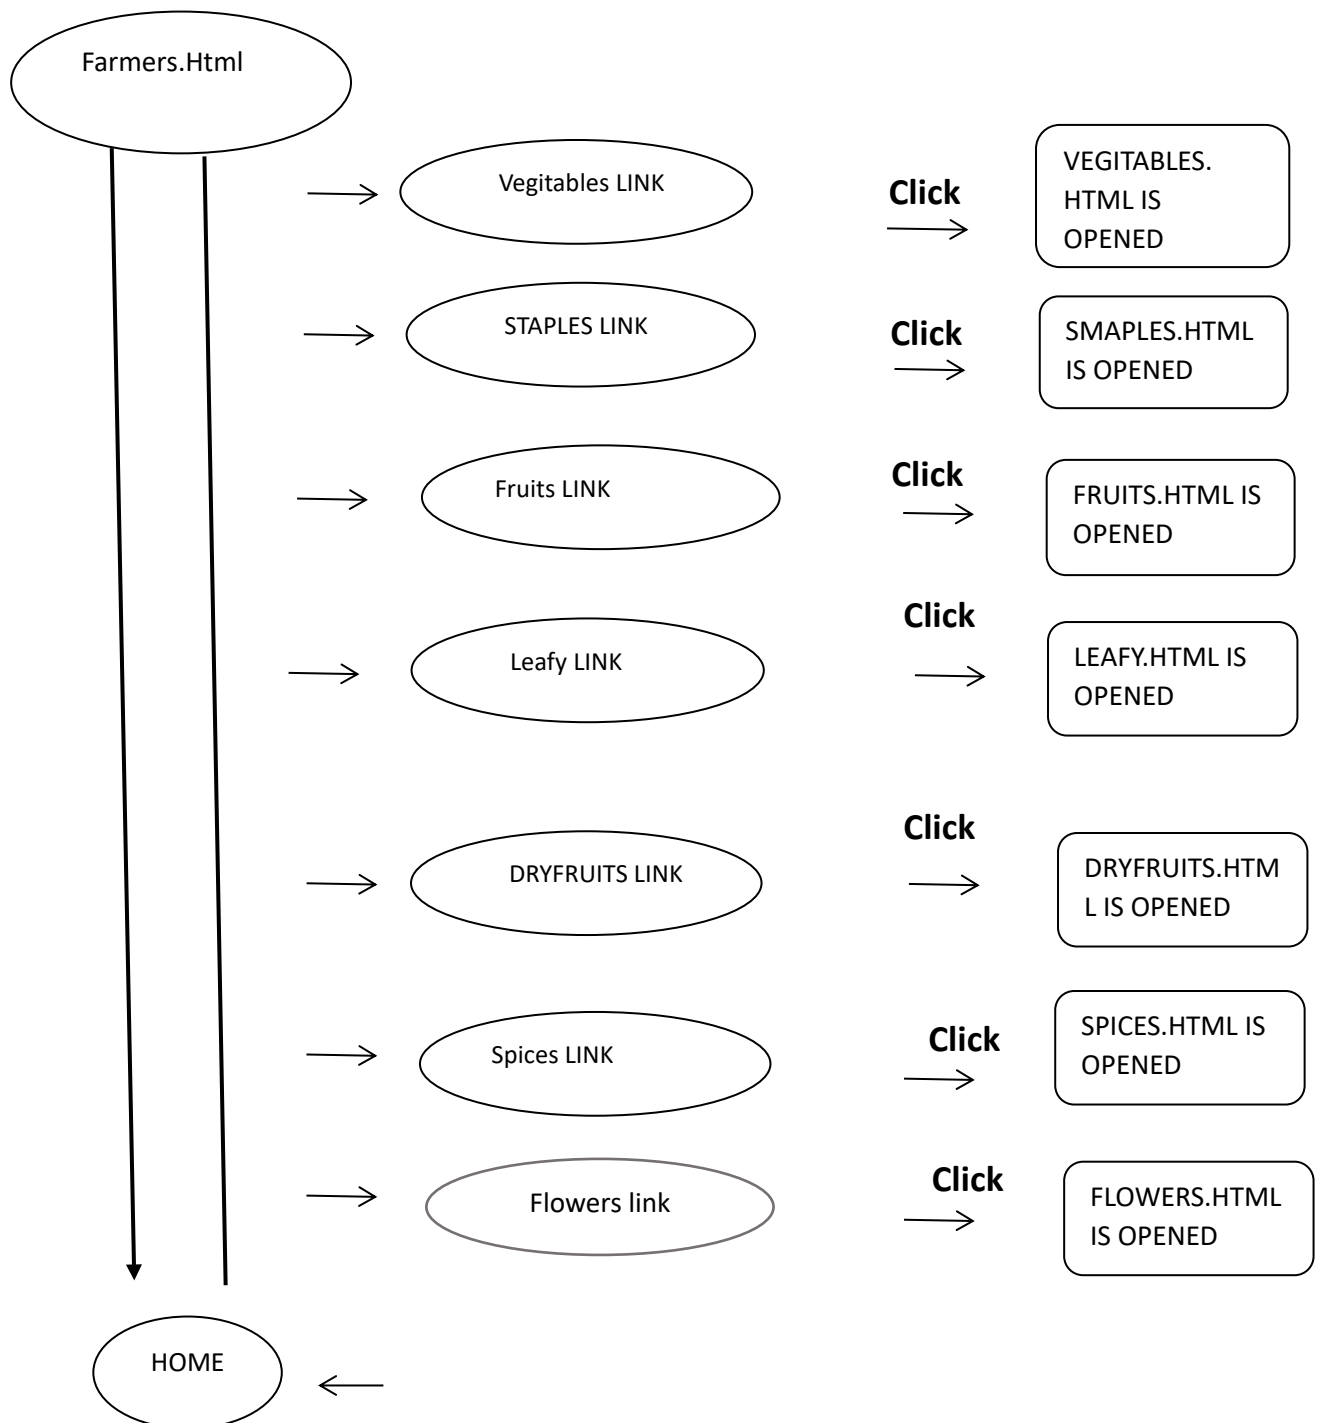 Farmers.Html
Vegitables LINK
Click
VEGITABLES.
HTML IS
OPENED
STAPLES LINK
Click
SMAPLES.HTML
IS OPENED
Fruits LINK
Click
FRUITS.HTML IS
OPENED
Leafy LINK
Click
LEAFY.HTML IS
OPENED
DRYFRUITS LINK
Click
DRYFRUITS.HTM
L IS OPENED
Spices LINK
Click
SPICES.HTML IS
OPENED
Flowers link
Click
FLOWERS.HTML
IS OPENED
HOME